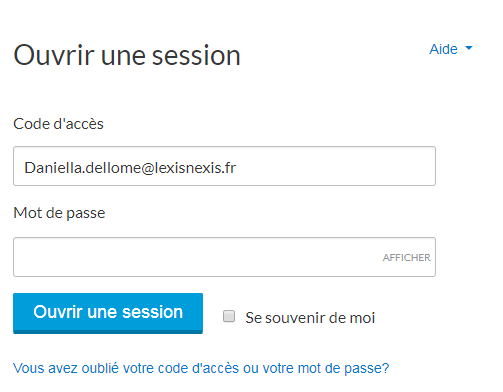 Ouvrir une session
Aide
Code d'accès
Daniella.dellome@lexisnexis.fr
Mot de passe
AFFICHER
Ouvrir une session
Se souvenir de moi
Vous avez oublié votre code d'accès ou votre mot de passe?